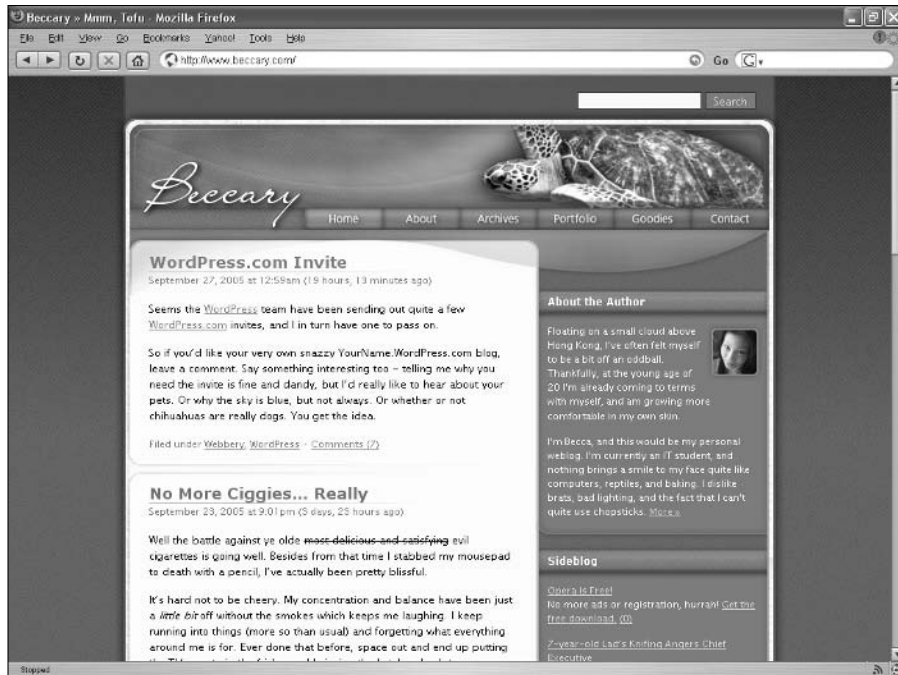 Beccary » Mmm, Tofu - Mozilla Firefox
File Edit View Go Bookmarks Yahoo! Tools Help
http://www.beccary.com/ Go
Search
Beccary
Home About Archives Portfolio Goodies Contact
WordPress.com Invite
September 27, 2005 at 12:59am (19 hours, 13 minutes ago)
Seems the WordPress team have been sending out quite a few
WordPress.com invites, and I in turn have one to pass on.
So if you'd like your very own snazzy YourName.WordPress.com blog,
leave a comment. Say something interesting too – telling me why you
need the invite is fine and dandy, but I'd really like to hear about your
pets. Or why the sky is blue, but not always. Or whether or not
chihuahuas are really dogs. You get the idea.
Filed under Webbery, WordPress · Comments (7)
No More Ciggies... Really
September 23, 2005 at 9:01pm (3 days, 23 hours ago)
Well the battle against ye olde most delicious and satisfying evil
cigarettes is going well. Besides from that time I stabbed my mousepad
to death with a pencil, I've actually been pretty blissful.
It's hard not to be cheery. My concentration and balance have been just
a little bit off without the smokes which keeps me laughing. I keep
running into things (more so than usual) and forgetting what everything
around me is for. Ever done that before, space out and end up putting
About the Author
Floating on a small cloud above
Hong Kong, I've often felt myself
to be a bit off an oddball.
Thankfully, at the young age of
20 I'm already coming to terms
with myself, and am growing more
comfortable in my own skin.
I'm Becca, and this would be my personal
weblog. I'm currently an IT student, and
nothing brings a smile to my face quite like
computers, reptiles, and baking. I dislike
brats, bad lighting, and the fact that I can't
quite use chopsticks. More »
Sideblog
Opera is Free!
No more ads or registration, hurrah! Get the
free download. (0)
7-year-old Lad's Knifing Angers Chief
Executive
Stopped